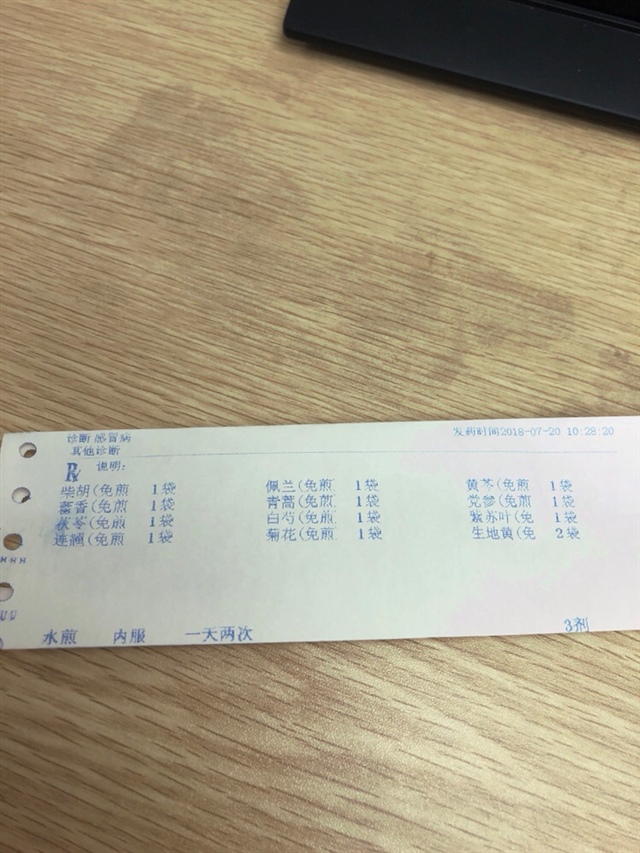 诊断 感冒病 发药时间2018-07-20 10:28:20
其他诊断
R 说明:
柴胡(免煎 1袋 佩兰(免煎 1袋 黄芩(免煎 1袋
藿香(免煎 1袋 青蒿(免煎 1袋 党参(免煎 1袋
茯苓(免煎 1袋 白芍(免煎 1袋 紫苏叶(免 1袋
连翘(免煎 1袋 菊花(免煎 1袋 生地黄(免 2袋
水煎 内服 一天两次 3剂